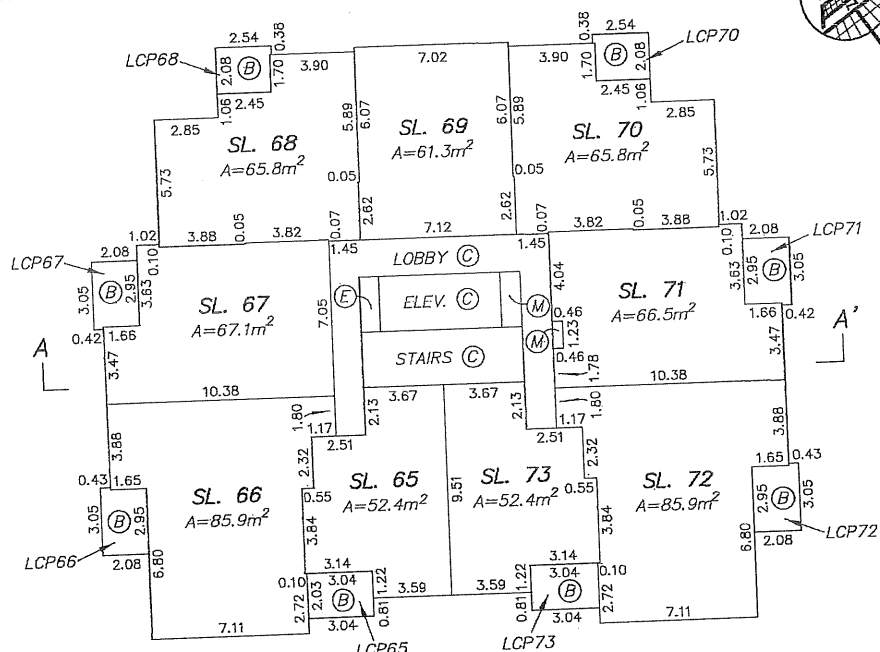 2.54 0.38 7.02 0.38 2.54
LCP68 2.08 B 1.70 3.90 3.90 1.70 B 2.08 LCP70
1.06 2.45 5.89 6.07 6.07 5.89 2.45 1.06
2.85 SL. 68 SL. 69 SL. 70 2.85
A=65.8m² A=61.3m² A=65.8m²
5.73 0.05 0.05 5.73
2.62 2.62
1.02 3.88 0.05 3.82 0.07 7.12 0.07 3.82 0.05 3.88 1.02
1.45 LOBBY C 1.45
LCP67 2.08 0.10 0.10 2.08 LCP71
3.05 B 2.95 3.63 4.04 3.63 2.95 B 3.05
SL. 67 7.05 E ELEV. C M SL. 71
A=67.1m² A=66.5m²
0.42 1.66 0.46 1.66 0.42
M 1.23
A 3.47 STAIRS C 0.46 3.47 A'
1.78
10.38 3.67 3.67 10.38
1.80 2.13 2.13 1.80
3.88 1.17 2.51 2.51 1.17 3.88
2.32 2.32
0.43 1.65 SL. 65 SL. 73 1.65 0.43
SL. 66 0.55 9.51 0.55 SL. 72
A=85.9m² A=52.4m² A=52.4m² A=85.9m²
3.05 B 2.95 2.95 B 3.05
3.84 3.84
LCP66 2.08 6.80 6.80 2.08 LCP72
3.14 3.14
0.10 3.04 1.22 1.22 3.04 0.10
2.72 2.03 B 3.59 3.59 B 2.72
0.81 0.81
7.11 3.04 3.04 7.11
LCP65 LCP73